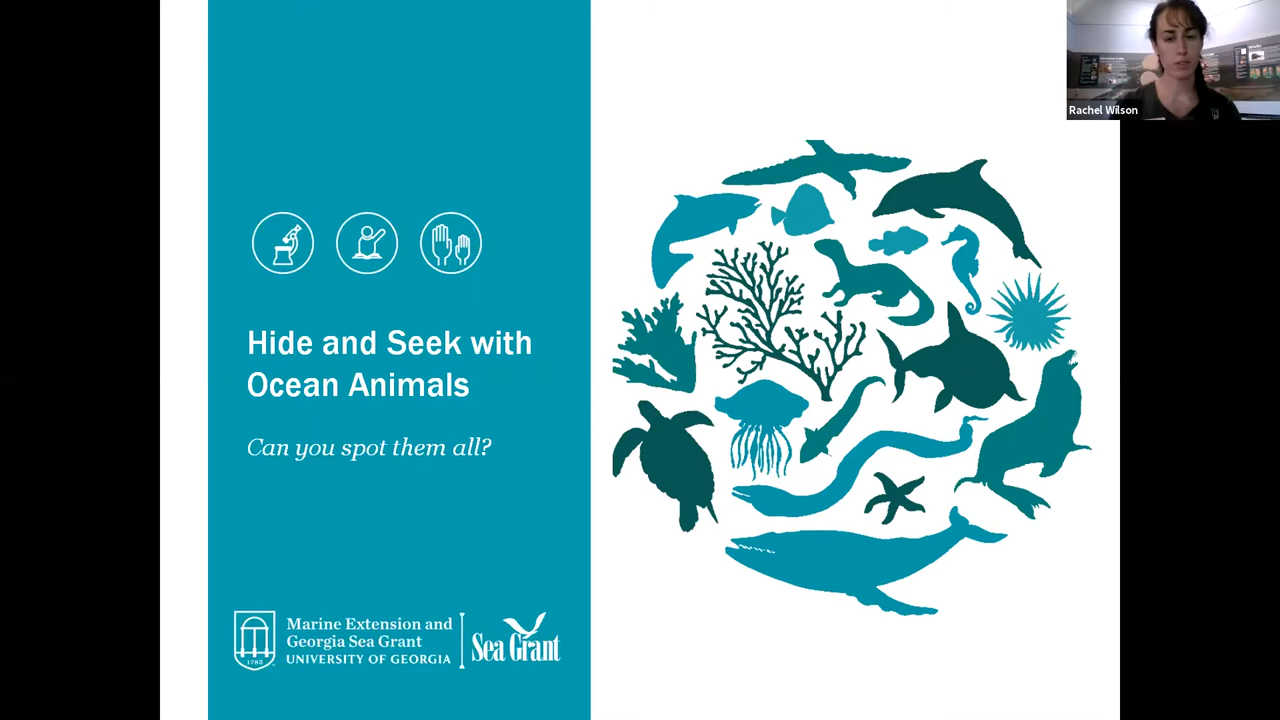 Rachel Wilson
Hide and Seek with
Ocean Animals
Can you spot them all?
Marine Extension and
Georgia Sea Grant
UNIVERSITY OF GEORGIA
1785
Sea Grant